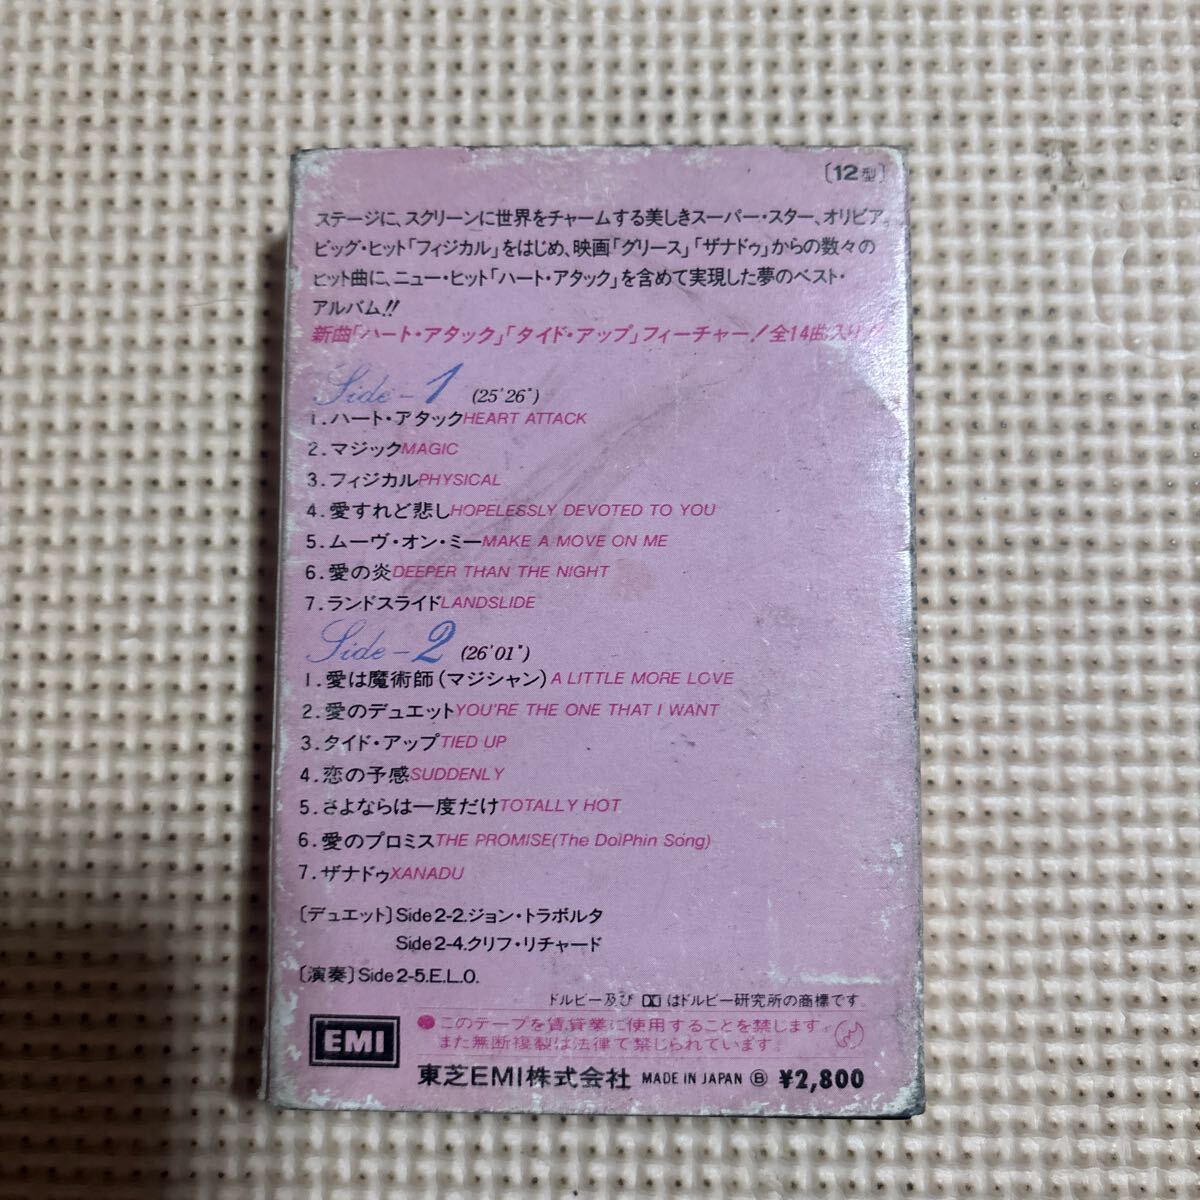 〔12型〕
ステージに、スクリーンに世界をチャームする美しきスーパー・スター、オリビア。
ビッグ・ヒット「フィジカル」をはじめ、映画「グリース」「ザナドゥ」からの数々の
ヒット曲に、ニュー・ヒット「ハート・アタック」を含めて実現した夢のベスト・
アルバム!!
新曲「ハート・アタック」「タイド・アップ」フィーチャー!全14曲入り!!
Side-1 (25'26")
1.ハート・アタックHEART ATTACK
2.マジックMAGIC
3.フィジカルPHYSICAL
4.愛すれど悲しHOPELESSLY DEVOTED TO YOU
5.ムーヴ・オン・ミーMAKE A MOVE ON ME
6.愛の炎DEEPER THAN THE NIGHT
7.ランドスライドLANDSLIDE
Side-2 (26'01")
1.愛は魔術師(マジシャン)A LITTLE MORE LOVE
2.愛のデュエットYOU'RE THE ONE THAT I WANT
3.タイド・アップTIED UP
4.恋の予感SUDDENLY
5.さよならは一度だけTOTALLY HOT
6.愛のプロミスTHE PROMISE(The DolPhin Song)
7.ザナドゥXANADU
〔デュエット〕Side2-2.ジョン・トラボルタ
Side2-4.クリフ・リチャード
〔演奏〕Side2-5.E.L.O.
ドルビー及びはドルビー研究所の商標です。
EMI
●このテープを賃貸業に使用することを禁じます。
また無断複製は法律で禁じられています。
東芝EMI株式会社 MADE IN JAPAN Ⓑ ¥2,800